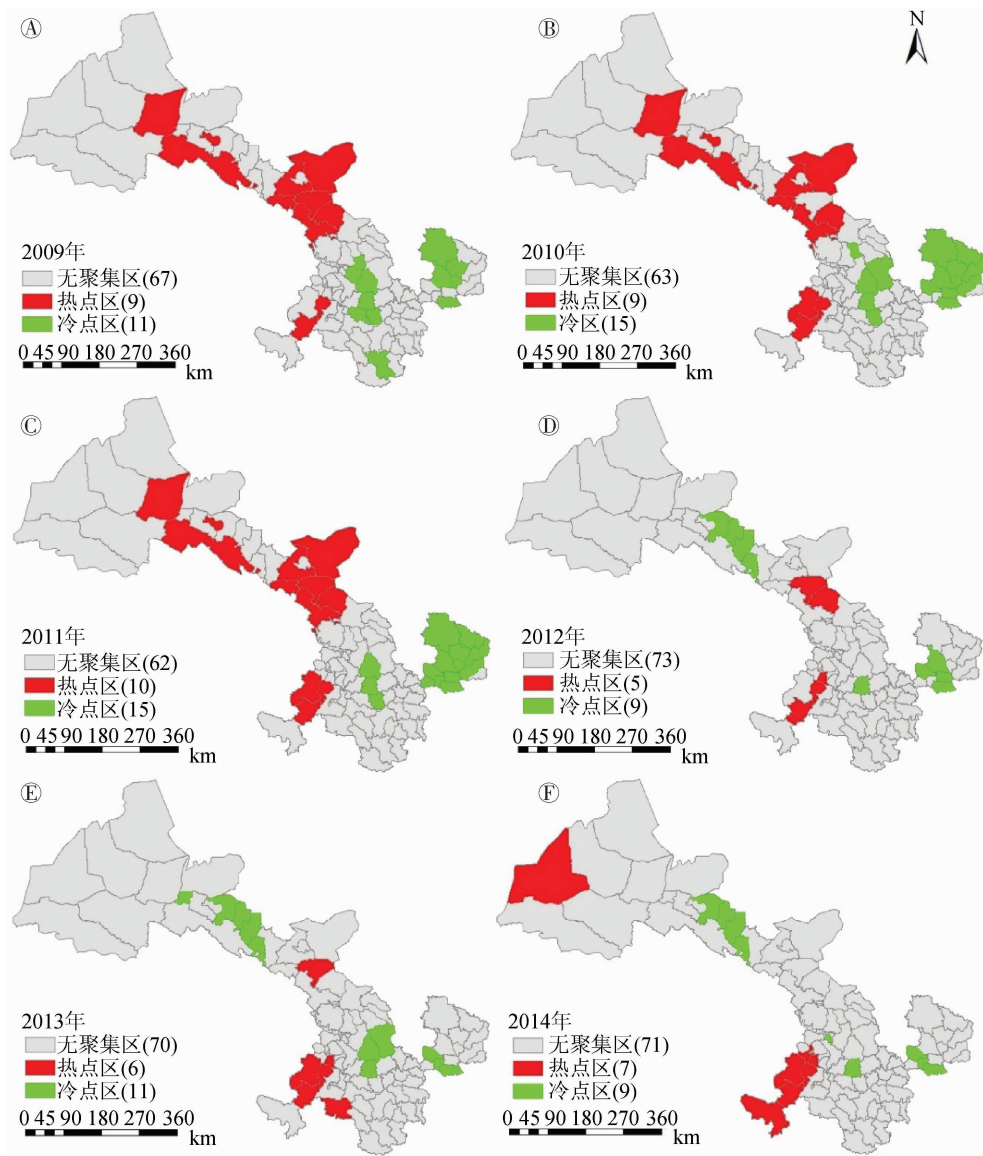 Ⓐ
2009年
无聚集区(67)
热点区(9)
冷点区(11)
0 45 90 180 270 360
km
Ⓑ
N
2010年
无聚集区(63)
热点区(9)
冷区(15)
0 45 90 180 270 360
km
Ⓒ
2011年
无聚集区(62)
热点区(10)
冷点区(15)
0 45 90 180 270 360
km
Ⓓ
2012年
无聚集区(73)
热点区(5)
冷点区(9)
0 45 90 180 270 360
km
Ⓔ
2013年
无聚集区(70)
热点区(6)
冷点区(11)
0 45 90 180 270 360
km
Ⓕ
2014年
无聚集区(71)
热点区(7)
冷点区(9)
0 45 90 180 270 360
km